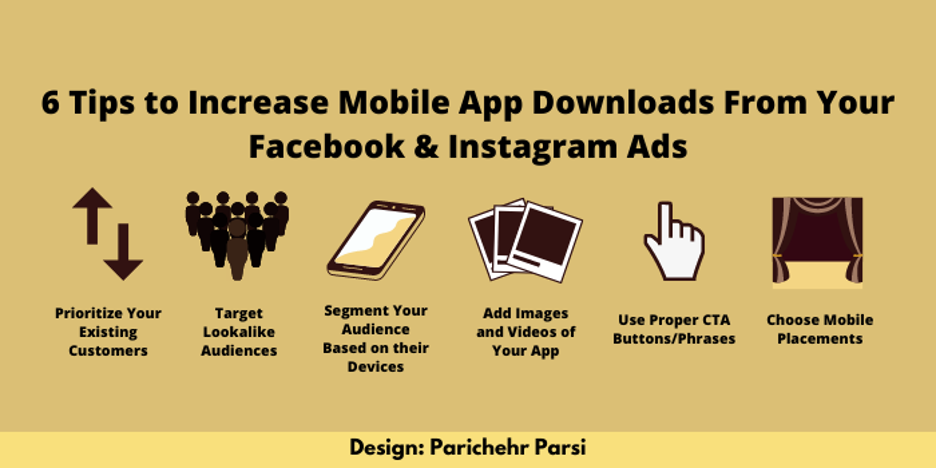 6 Tips to Increase Mobile App Downloads From Your
Facebook & Instagram Ads
Prioritize Your
Existing
Customers
Target
Lookalike
Audiences
Segment Your
Audience
Based on their
Devices
Add Images
and Videos of
Your App
Use Proper CTA
Buttons/Phrases
Choose Mobile
Placements
Design: Parichehr Parsi